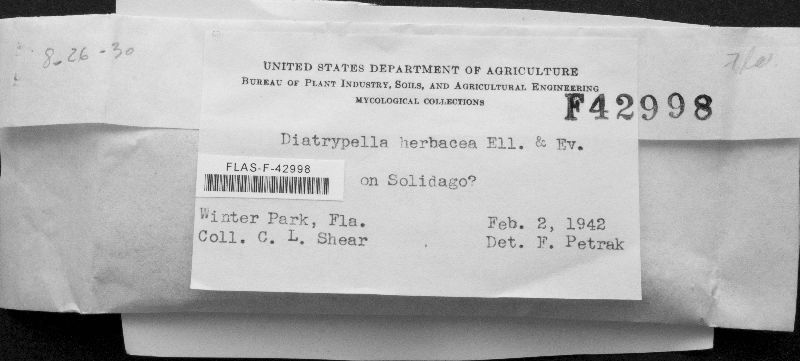 8-26-30
UNITED STATES DEPARTMENT OF AGRICULTURE
BUREAU OF PLANT INDUSTRY, SOILS, AND AGRICULTURAL ENGINEERING
MYCOLOGICAL COLLECTIONS
F42998
Diatrypella herbacea Ell. & Ev.
FLAS-F-42998
on Solidago?
Winter Park, Fla. Feb. 2, 1942
Coll. C. L. Shear Det. F. Petrak